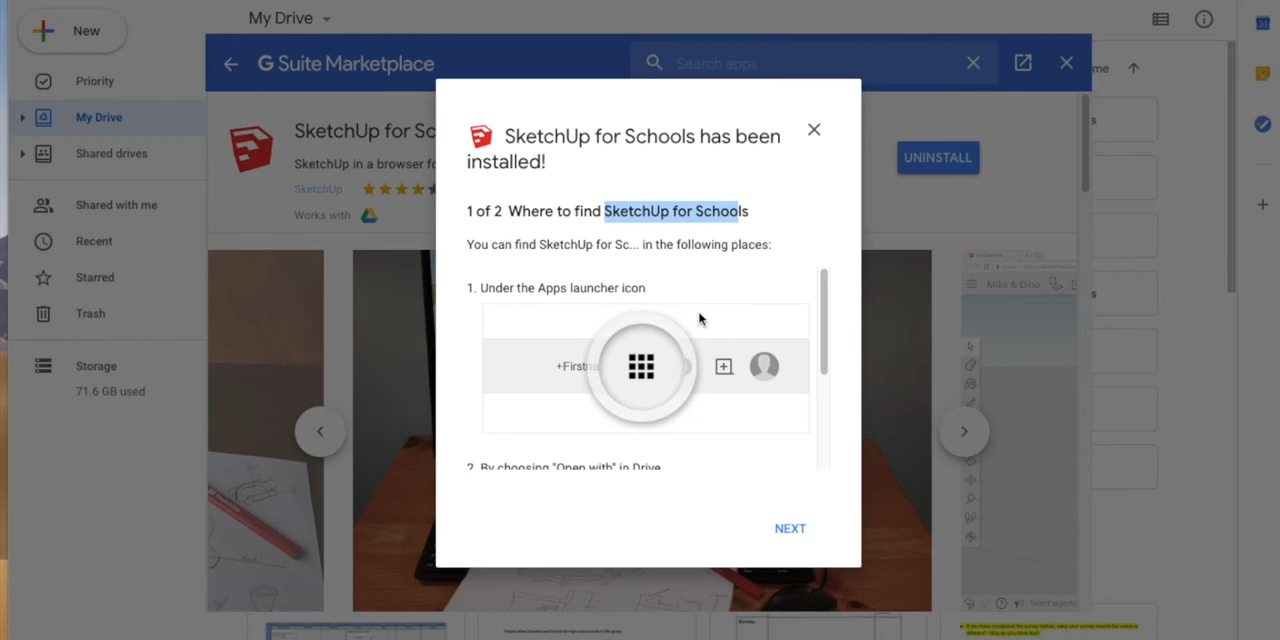 New
My Drive
me
Priority
My Drive
Shared drives
Shared with me
Recent
Starred
Trash
Storage
71.6 GB used
G Suite Marketplace
Search apps
SketchUp for Sc
SketchUp in a browser fo
SketchUp
Works with
UNINSTALL
SketchUp for Schools has been
installed!
1 of 2 Where to find SketchUp for Schools
You can find SketchUp for Sc... in the following places:
1. Under the Apps launcher icon
+Firstna
2. By choosing "Open with" in Drive
NEXT
Mike & Dino
Select objects